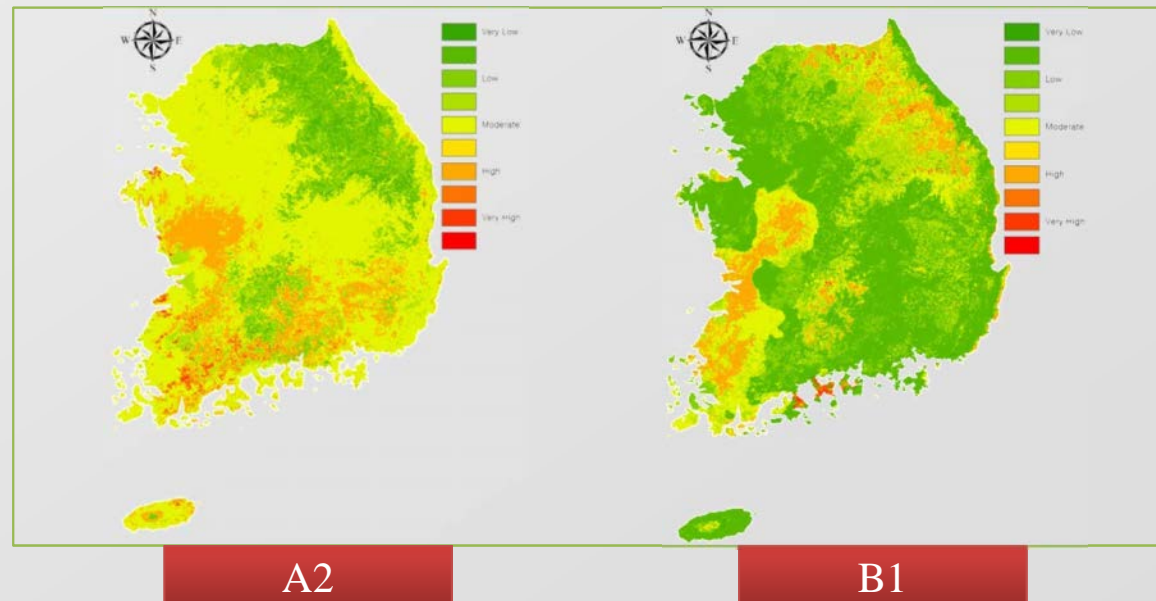 N
W E
S
Very Low
Low
Moderate
High
Very High
N
W E
S
Very Low
Low
Moderate
High
Very High
A2
B1